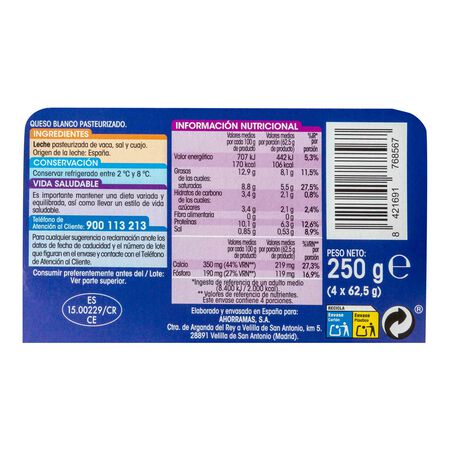 QUESO BLANCO PASTEURIZADO.
INGREDIENTES
Leche pasteurizada de vaca, sal y cuajo.
Origen de la leche: España.
CONSERVACIÓN
Conservar refrigerado entre 2 °C y 8 °C.
VIDA SALUDABLE
Es importante mantener una dieta variada y
equilibrada, así como llevar un estilo de vida
saludable.
Teléfono de
Atención al Cliente: 900 113 213
Para cualquier sugerencia o reclamación anote los
datos de fecha de caducidad y el número de lote
que figuran en el envase y contacte con el Teléfono
de Atención al Cliente.
Consumir preferentemente antes del / Lote:
Ver parte superior.
ES
15.00229/CR
CE
INFORMACIÓN NUTRICIONAL
Valores medios por cada 100 g de producto
Valores medios por porción (62,5 g) de producto
%IR* por porción
Valor energético 707 kJ 442 kJ 5,3%
170 kcal 106 kcal
Grasas 12,9 g 8,1 g 11,5%
de las cuales:
saturadas 8,8 g 5,5 g 27,5%
Hidratos de carbono 3,4 g 2,1 g 0,8%
de los cuales:
azúcares 3,4 g 2,1 g 2,4%
Fibra alimentaria 0 g 0 g
Proteínas 10,1 g 6,3 g 12,6%
Sal 0,85 g 0,53 g 8,9%
Valores medios por cada 100 g de producto
Valores medios por porción (62,5 g) de producto
%VRN** por porción
Calcio 350 mg (44% VRN**) 219 mg 27,3%
Fósforo 190 mg (27% VRN**) 119 mg 16,9%
*Ingesta de referencia de un adulto medio
(8.400 kJ / 2.000 kcal).
**Valores de referencia de nutrientes.
Este envase contiene 4 porciones.
Elaborado y envasado en España para:
AHORRAMAS, S.A.
Ctra. de Arganda del Rey a Velilla de San Antonio, km 5.
28891 Velilla de San Antonio (Madrid).
8 421691 768567
PESO NETO:
250 g e
(4 x 62,5 g)
RECICLA
Envase
Cartón
Envase
Plástico